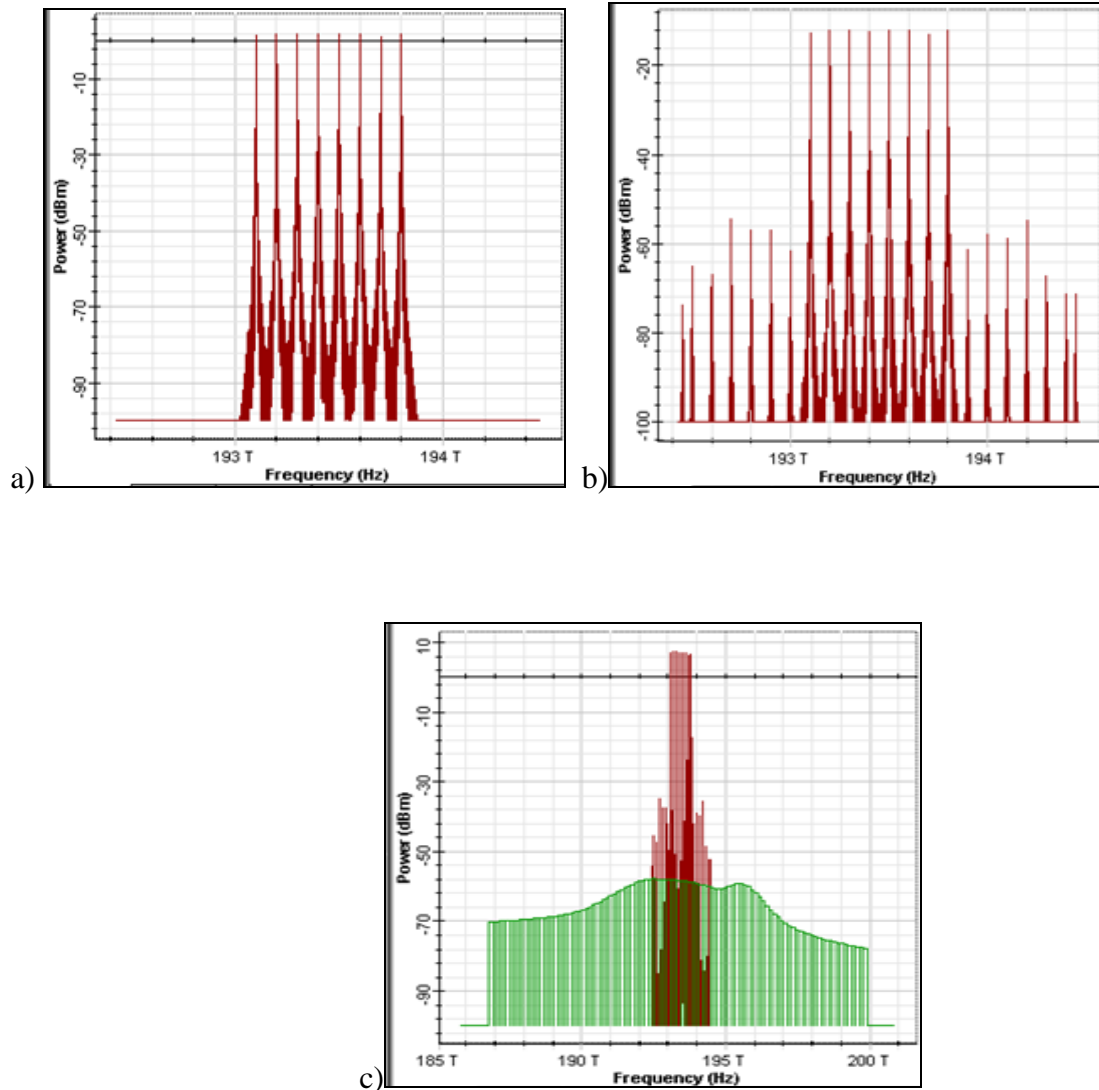 Power (dBm)
-10
-30
-50
-70
-90
193 T
194 T
Frequency (Hz)
a)
Power (dBm)
-20
-40
-60
-80
-100
193 T
194 T
Frequency (Hz)
b)
Power (dBm)
10
-10
-30
-50
-70
-90
185 T
190 T
195 T
200 T
Frequency (Hz)
c)